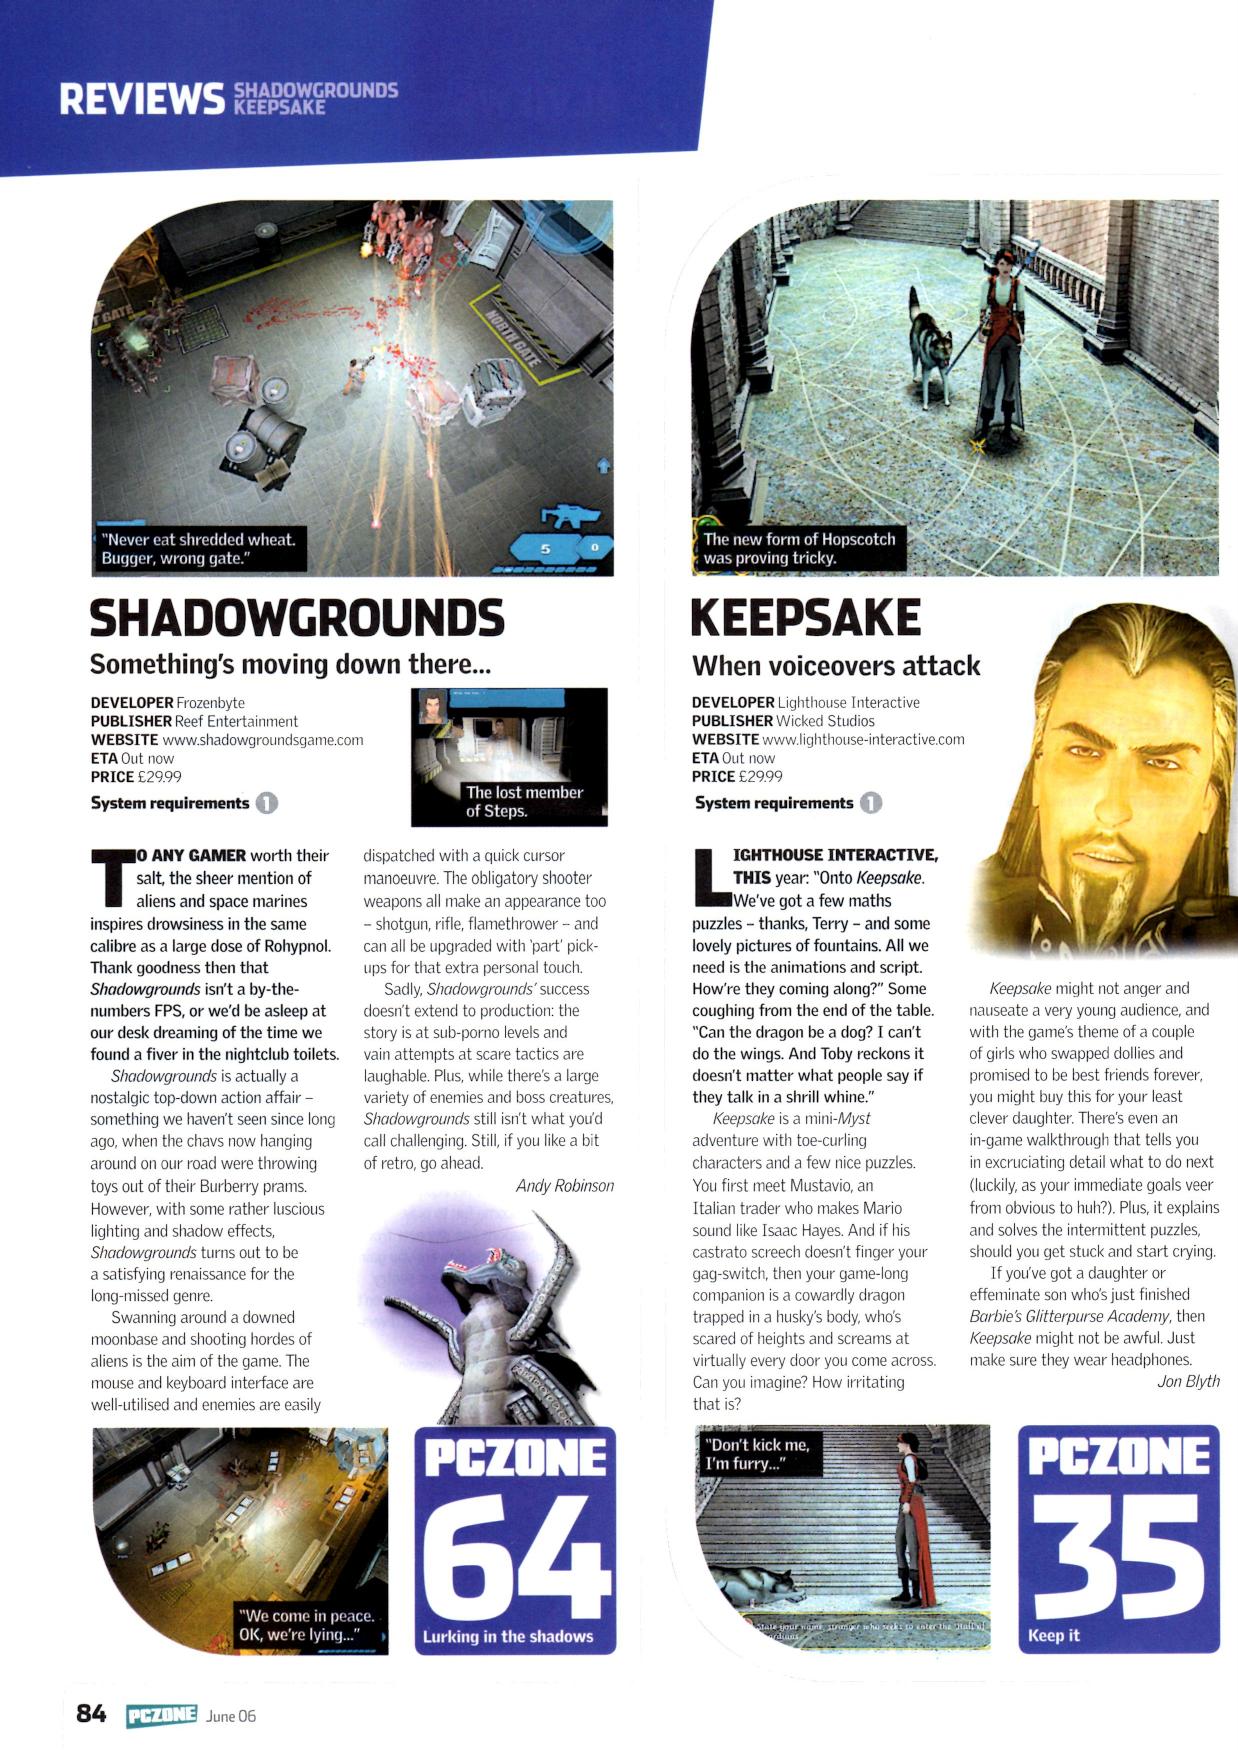 REVIEWS SHADOWGROUNDS
KEEPSAKE
T GATE
NORTH GATE
5 0
"Never eat shredded wheat.
Bugger, wrong gate."
SHADOWGROUNDS
Something's moving down there...
DEVELOPER Frozenbyte
PUBLISHER Reef Entertainment
WEBSITE www.shadowgroundsgame.com
ETA Out now
PRICE £29.99
System requirements 1
The lost member
of Steps.
TO ANY GAMER worth their
salt, the sheer mention of
aliens and space marines
inspires drowsiness in the same
calibre as a large dose of Rohypnol.
Thank goodness then that
Shadowgrounds isn't a by-the-
numbers FPS, or we'd be asleep at
our desk dreaming of the time we
found a fiver in the nightclub toilets.
Shadowgrounds is actually a
nostalgic top-down action affair –
something we haven't seen since long
ago, when the chavs now hanging
around on our road were throwing
toys out of their Burberry prams.
However, with some rather luscious
lighting and shadow effects,
Shadowgrounds turns out to be
a satisfying renaissance for the
long-missed genre.
Swanning around a downed
moonbase and shooting hordes of
aliens is the aim of the game. The
mouse and keyboard interface are
well-utilised and enemies are easily
dispatched with a quick cursor
manoeuvre. The obligatory shooter
weapons all make an appearance too
– shotgun, rifle, flamethrower – and
can all be upgraded with 'part' pick-
ups for that extra personal touch.
Sadly, Shadowgrounds' success
doesn't extend to production: the
story is at sub-porno levels and
vain attempts at scare tactics are
laughable. Plus, while there's a large
variety of enemies and boss creatures,
Shadowgrounds still isn't what you'd
call challenging. Still, if you like a bit
of retro, go ahead.
Andy Robinson
"We come in peace.
OK, we're lying..."
PCZONE
64
Lurking in the shadows
The new form of Hopscotch
was proving tricky.
KEEPSAKE
When voiceovers attack
DEVELOPER Lighthouse Interactive
PUBLISHER Wicked Studios
WEBSITE www.lighthouse-interactive.com
ETA Out now
PRICE £29.99
System requirements 1
LIGHTHOUSE INTERACTIVE,
THIS year: "Onto Keepsake.
We've got a few maths
puzzles – thanks, Terry – and some
lovely pictures of fountains. All we
need is the animations and script.
How're they coming along?" Some
coughing from the end of the table.
"Can the dragon be a dog? I can't
do the wings. And Toby reckons it
doesn't matter what people say if
they talk in a shrill whine."
Keepsake is a mini-Myst
adventure with toe-curling
characters and a few nice puzzles.
You first meet Mustavio, an
Italian trader who makes Mario
sound like Isaac Hayes. And if his
castrato screech doesn't finger your
gag-switch, then your game-long
companion is a cowardly dragon
trapped in a husky's body, who's
scared of heights and screams at
virtually every door you come across.
Can you imagine? How irritating
that is?
Keepsake might not anger and
nauseate a very young audience, and
with the game's theme of a couple
of girls who swapped dollies and
promised to be best friends forever,
you might buy this for your least
clever daughter. There's even an
in-game walkthrough that tells you
in excruciating detail what to do next
(luckily, as your immediate goals veer
from obvious to huh?). Plus, it explains
and solves the intermittent puzzles,
should you get stuck and start crying.
If you've got a daughter or
effeminate son who's just finished
Barbie's Glitterpurse Academy, then
Keepsake might not be awful. Just
make sure they wear headphones.
Jon Blyth
"Don't kick me,
I'm furry..."
State your name, stranger who seeks to enter the Hall of
PCZONE
35
Keep it
84 PCZONE June 06